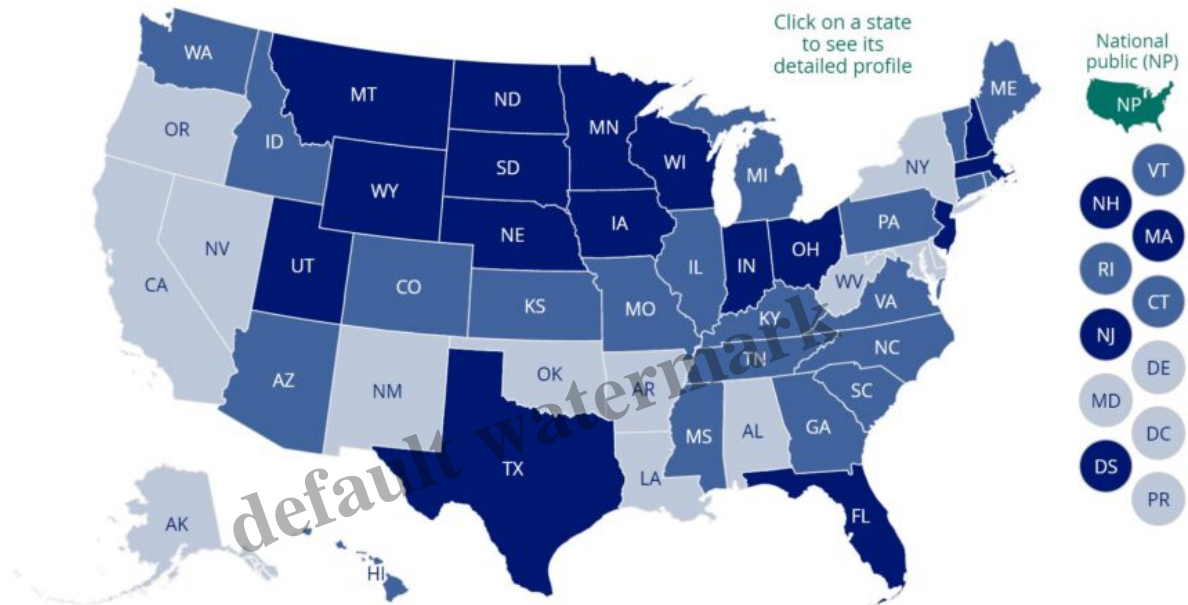 Click on a state
to see its
detailed profile
National
public (NP)
NP
WA
MT
ND
MN
ME
OR
ID
SD
WI
MI
NY
VT
WY
NH
IA
PA
MA
NE
NV
UT
OH
IL
IN
RI
CA
CO
WV
VA
CT
KS
MO
KY
NJ
NC
TN
DE
AZ
OK
NM
AR
SC
MD
GA
MS
AL
DC
TX
LA
DS
PR
FL
AK
HI
default watermark